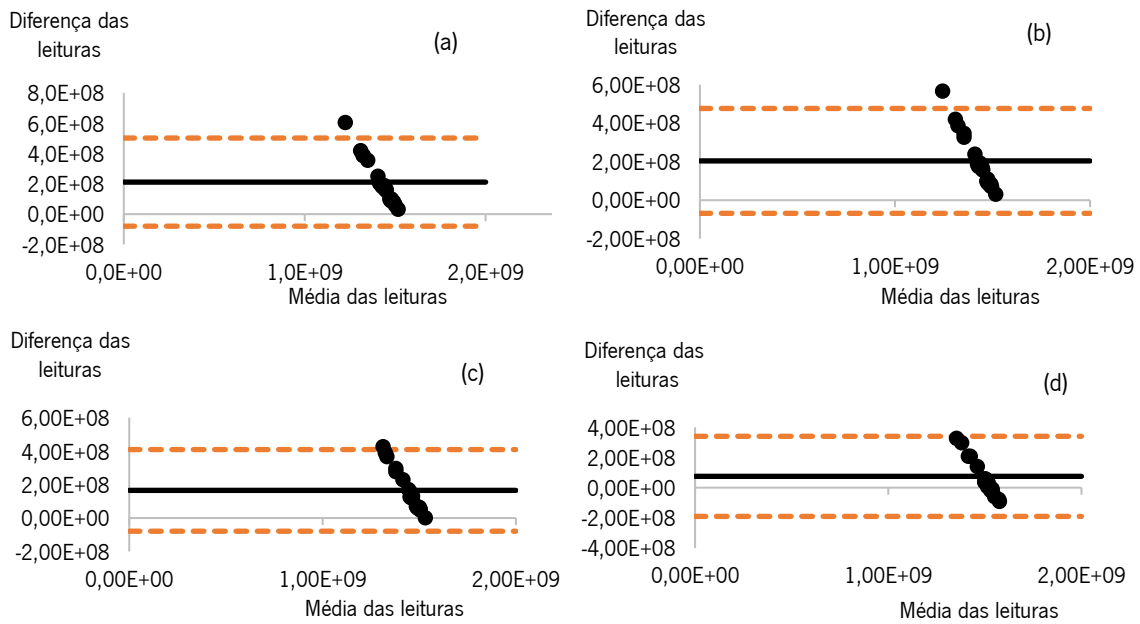 Diferença das
leituras
(a)
8,0E+08
6,0E+08
4,0E+08
2,0E+08
0,0E+00
-2,0E+08
0,0E+00
1,0E+09
2,0E+09
Média das leituras
Diferença das
leituras
(b)
6,00E+08
4,00E+08
2,00E+08
0,00E+00
-2,00E+08
0,00E+00
1,00E+09
2,00E+09
Média das leituras
Diferença das
leituras
(c)
6,00E+08
4,00E+08
2,00E+08
0,00E+00
-2,00E+08
0,00E+00
1,00E+09
2,00E+09
Média das leituras
Diferença das
leituras
(d)
4,00E+08
2,00E+08
0,00E+00
-2,00E+08
-4,00E+08
0,00E+00
1,00E+09
2,00E+09
Média das leituras